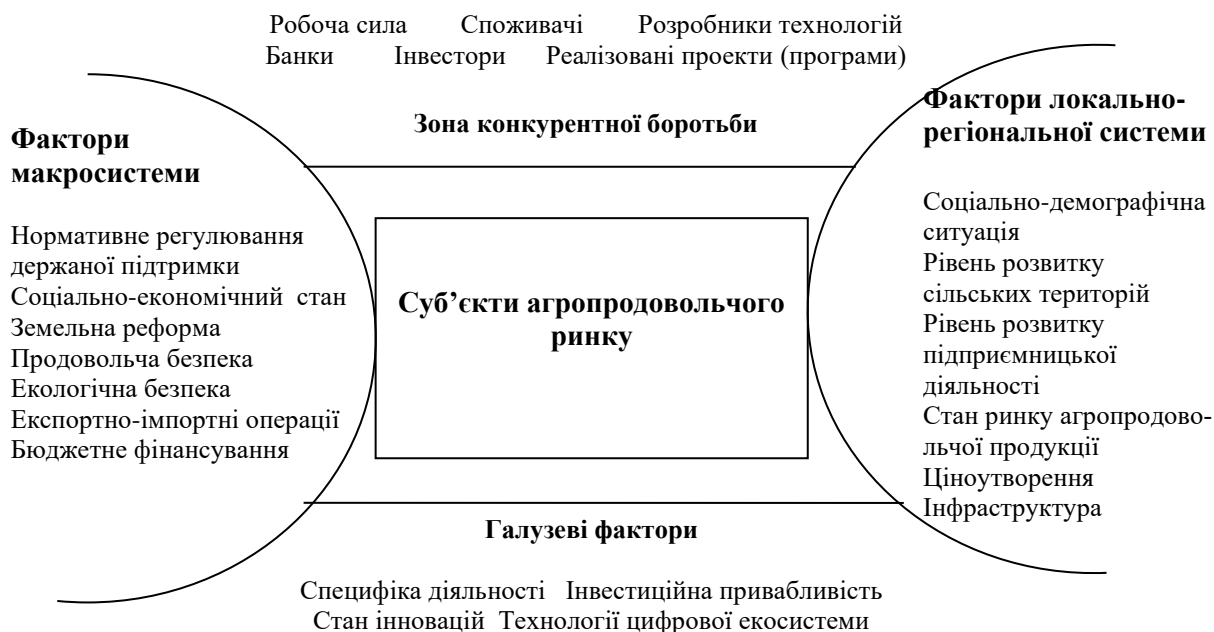 Робоча сила Споживачі Розробники технологій
Банки Інвестори Реалізовані проекти (програми)
Зона конкурентної боротьби
Фактори
макросистеми
Нормативне регулювання
держаної підтримки
Соціально-економічний стан
Земельна реформа
Продовольча безпека
Екологічна безпека
Експортно-імпортні операції
Бюджетне фінансування
Суб’єкти агропродовольчого
ринку
Фактори локально-
регіональної системи
Соціально-демографічна
ситуація
Рівень розвитку
сільських територій
Рівень розвитку
підприємницької
діяльності
Стан ринку агропродово-
льчої продукції
Ціноутворення
Інфраструктура
Галузеві фактори
Специфіка діяльності Інвестиційна привабливість
Стан інновацій Технології цифрової екосистеми